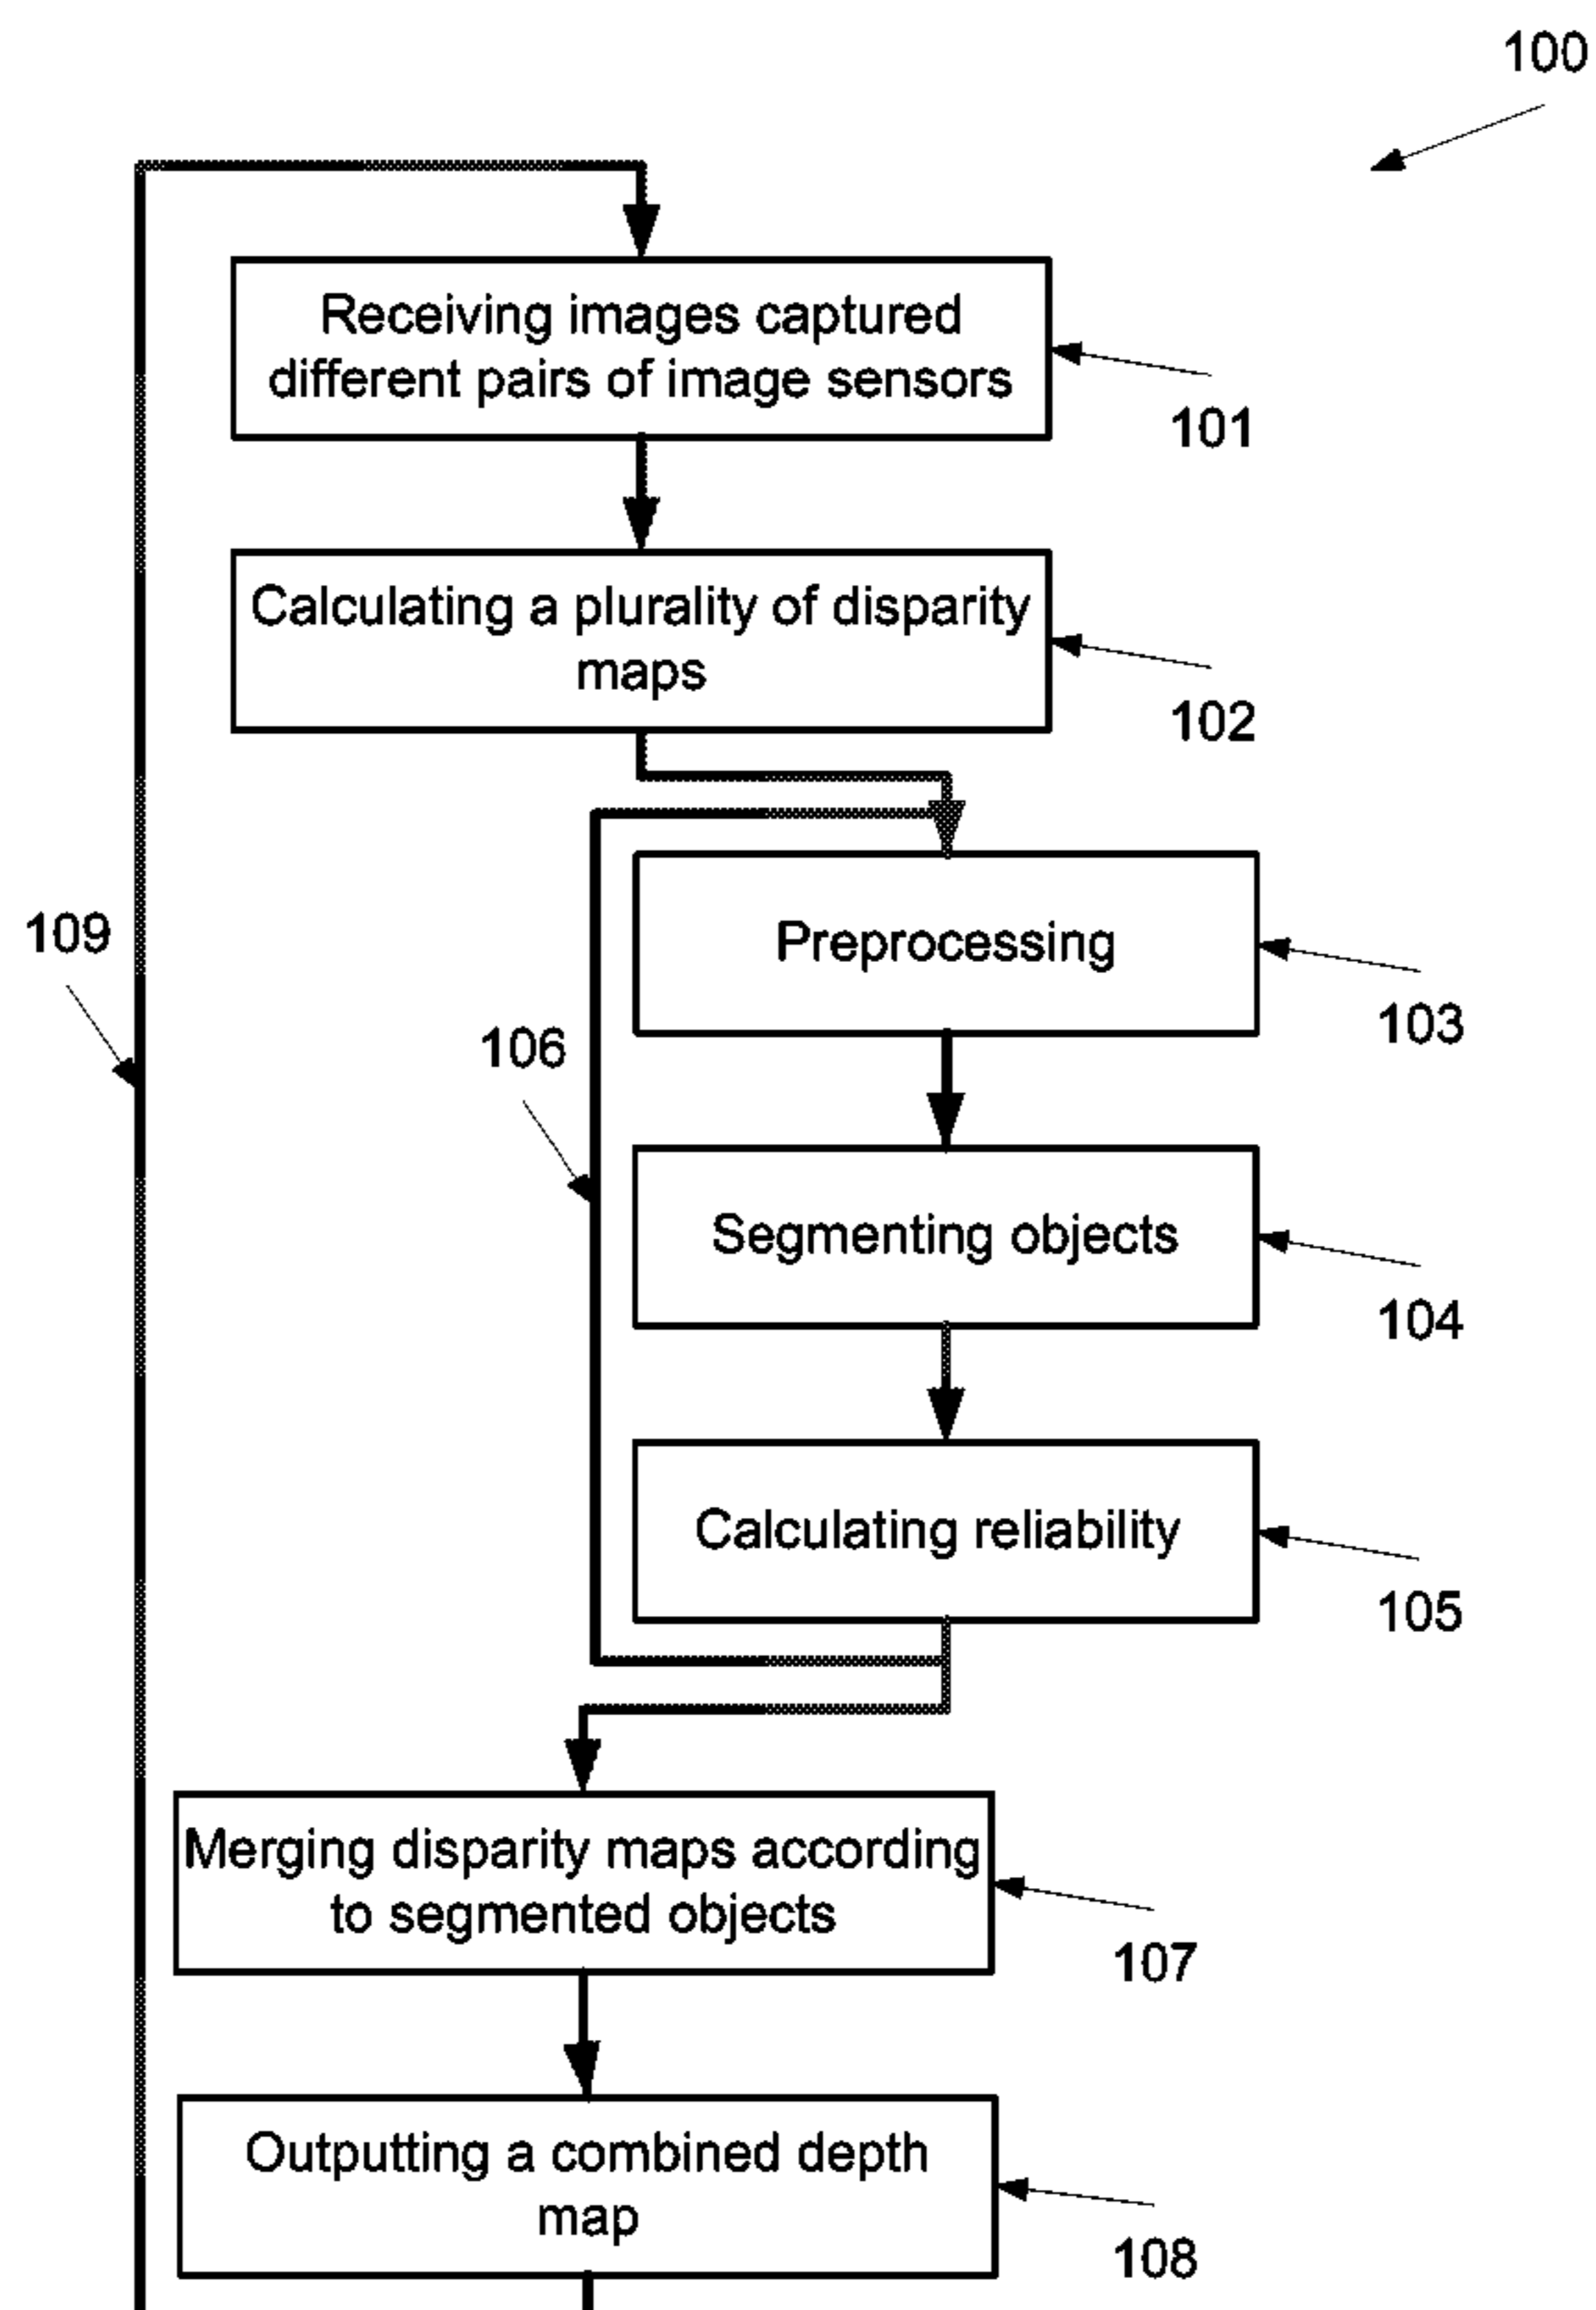 100
Receiving images captured
different pairs of image sensors
101
Calculating a plurality of disparity
maps
102
109
Preprocessing
103
106
Segmenting objects
104
Calculating reliability
105
Merging disparity maps according
to segmented objects
107
Outputting a combined depth
map
108